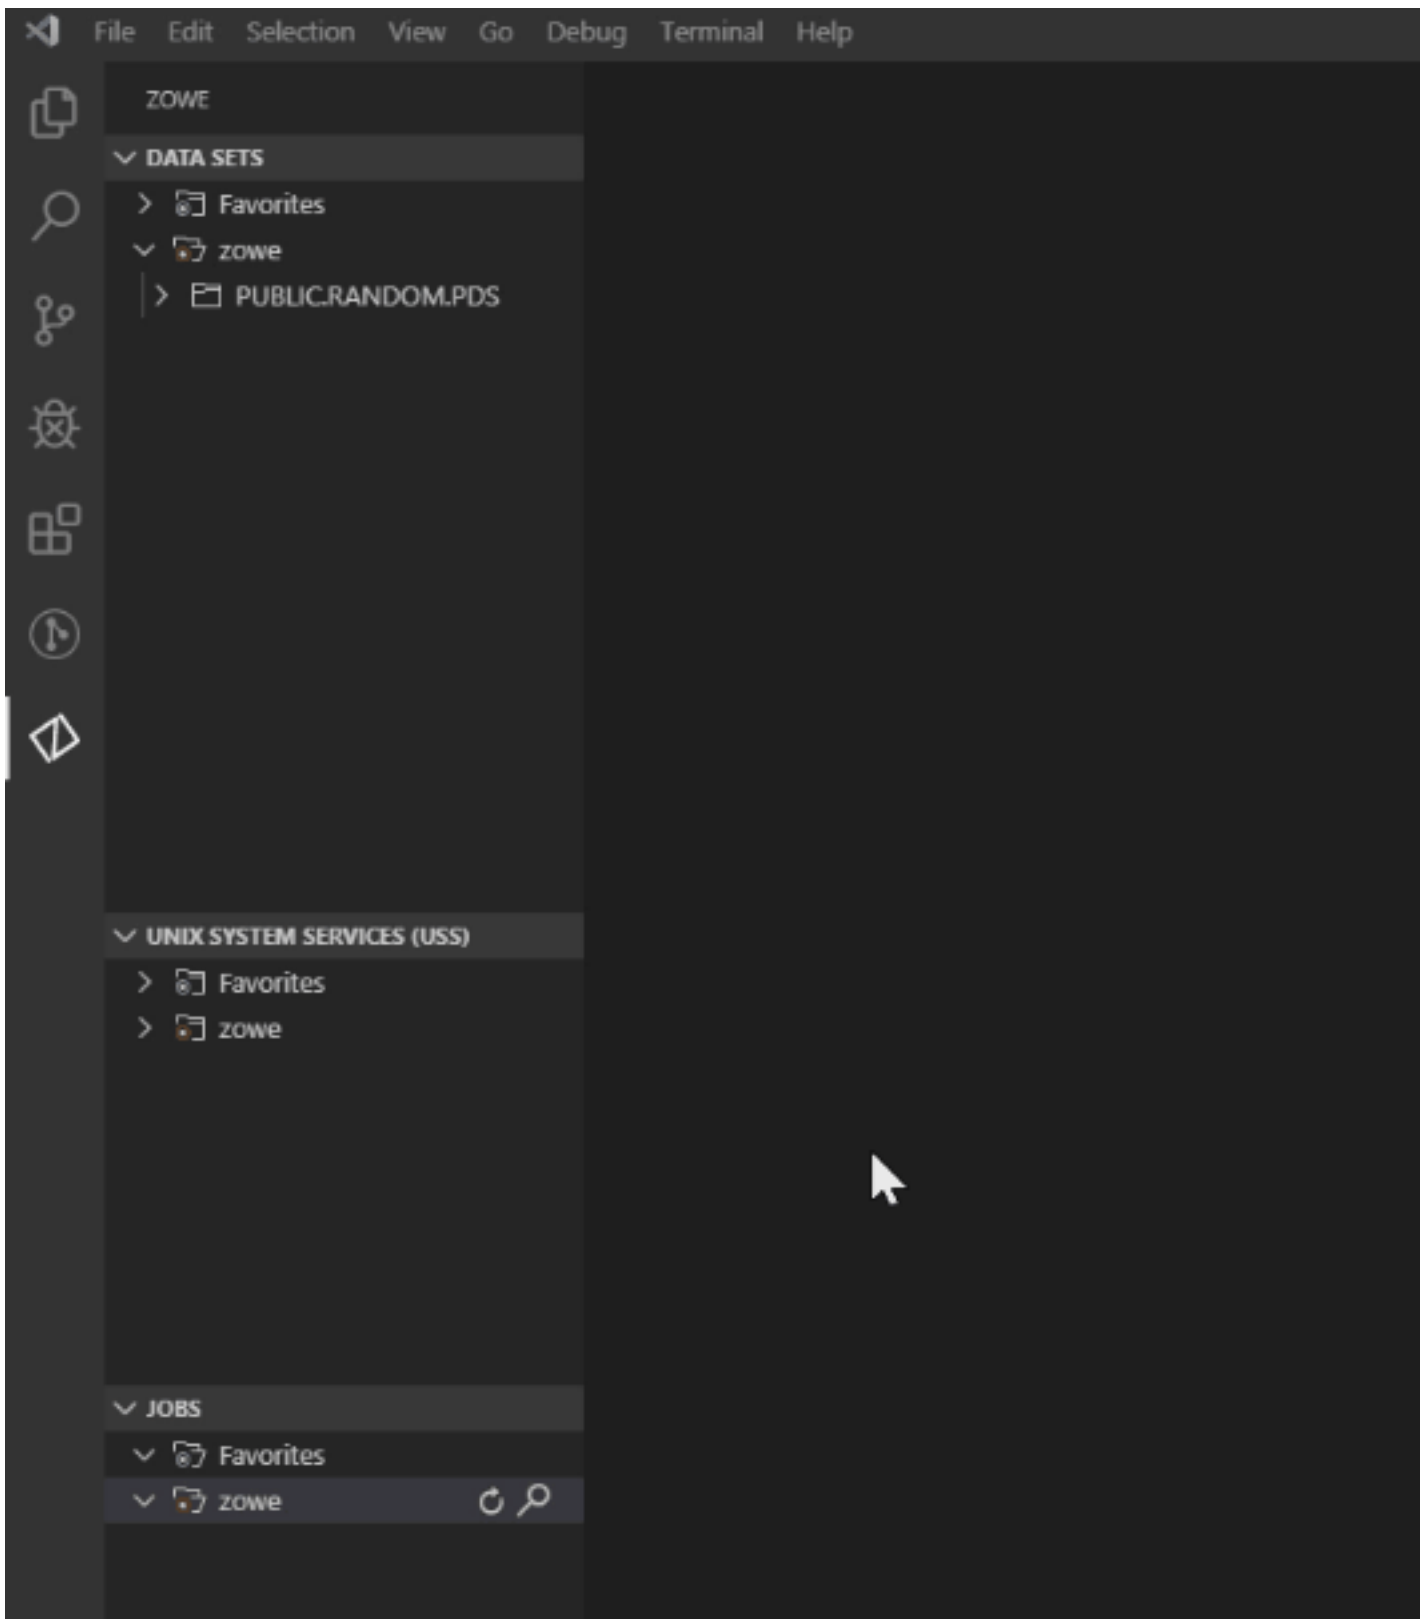 File Edit Selection View Go Debug Terminal Help
ZOWE
DATA SETS
Favorites
zowe
PUBLIC.RANDOM.PDS
UNIX SYSTEM SERVICES (USS)
Favorites
zowe
JOBS
Favorites
zowe